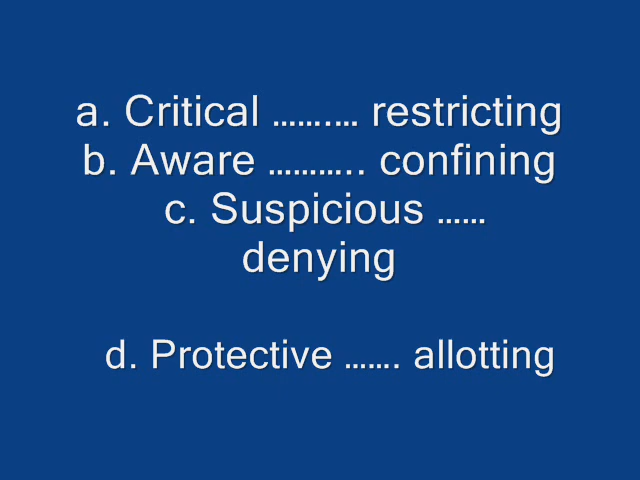 a. Critical …….… restricting
b. Aware ……….. confining
c. Suspicious ……
denying
d. Protective ……. allotting